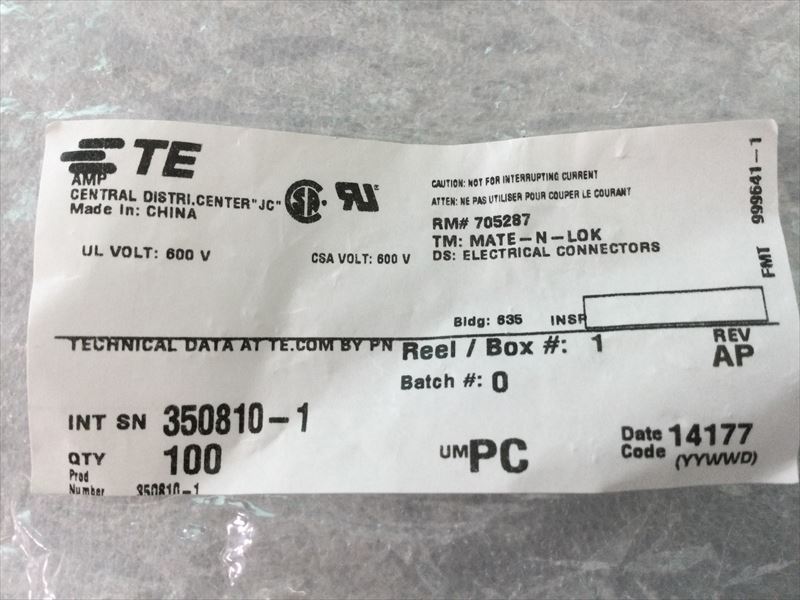 TE
AMP
CENTRAL DISTRI.CENTER"JC"
Made In: CHINA
UL VOLT: 600 V
CSA VOLT: 600 V
CAUTION: NOT FOR INTERRUPTING CURRENT
ATTEN: NE PAS UTILISER POUR COUPER LE COURANT
RM# 705287
TM: MATE-N-LOK
DS: ELECTRICAL CONNECTORS
FMT 999641-1
Bldg: 635 INSP
TECHNICAL DATA AT TE.COM BY PN
Reel / Box #: 1
REV
AP
Batch #: 0
INT SN 350810-1
QTY 100
UM PC
Date 14177
Code (YYWWD)
Prod
Number 350810-1